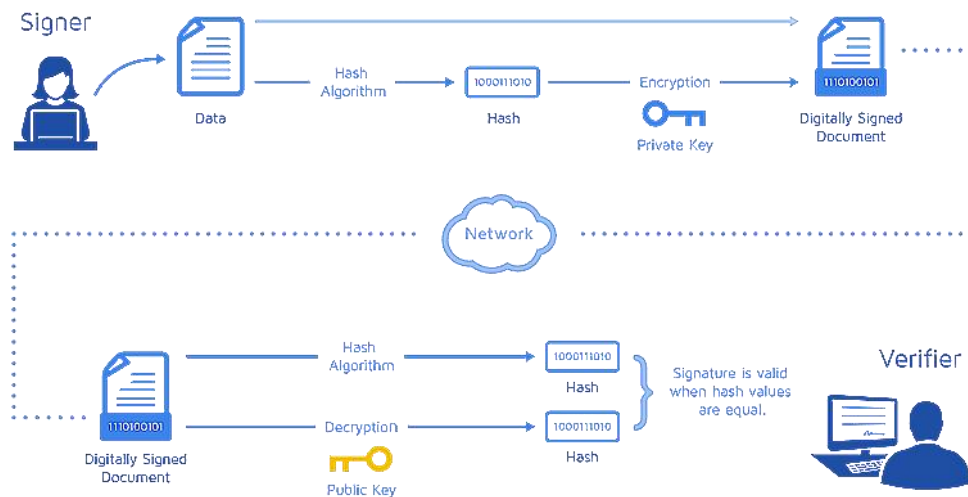 Signer
Data
Hash
Algorithm
1000111010
Hash
Encryption
Private Key
1110100101
Digitally Signed
Document
Network
1110100101
Digitally Signed
Document
Hash
Algorithm
1000111010
Hash
Decryption
Public Key
1000111010
Hash
Signature is valid
when hash values
are equal.
Verifier